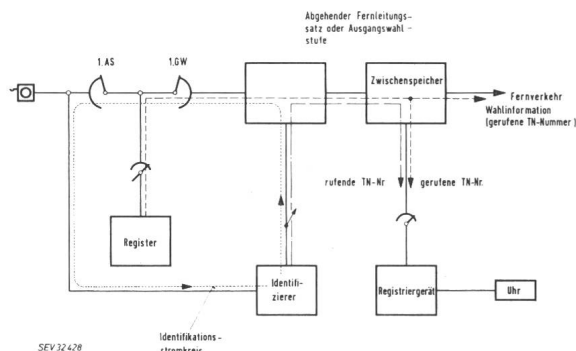 Abgehender Fernleitungs-
satz oder Ausgangswahl-
stufe
1.AS
1.GW
Zwischenspeicher
Fernverkehr
Wahlinformation
(gerufene TN-Nummer)
rufende TN-Nr.
gerufene TN-Nr.
Register
Identifi-
zierer
Registriergerät
Uhr
Identifikations-
stromkreis
SEV 32428